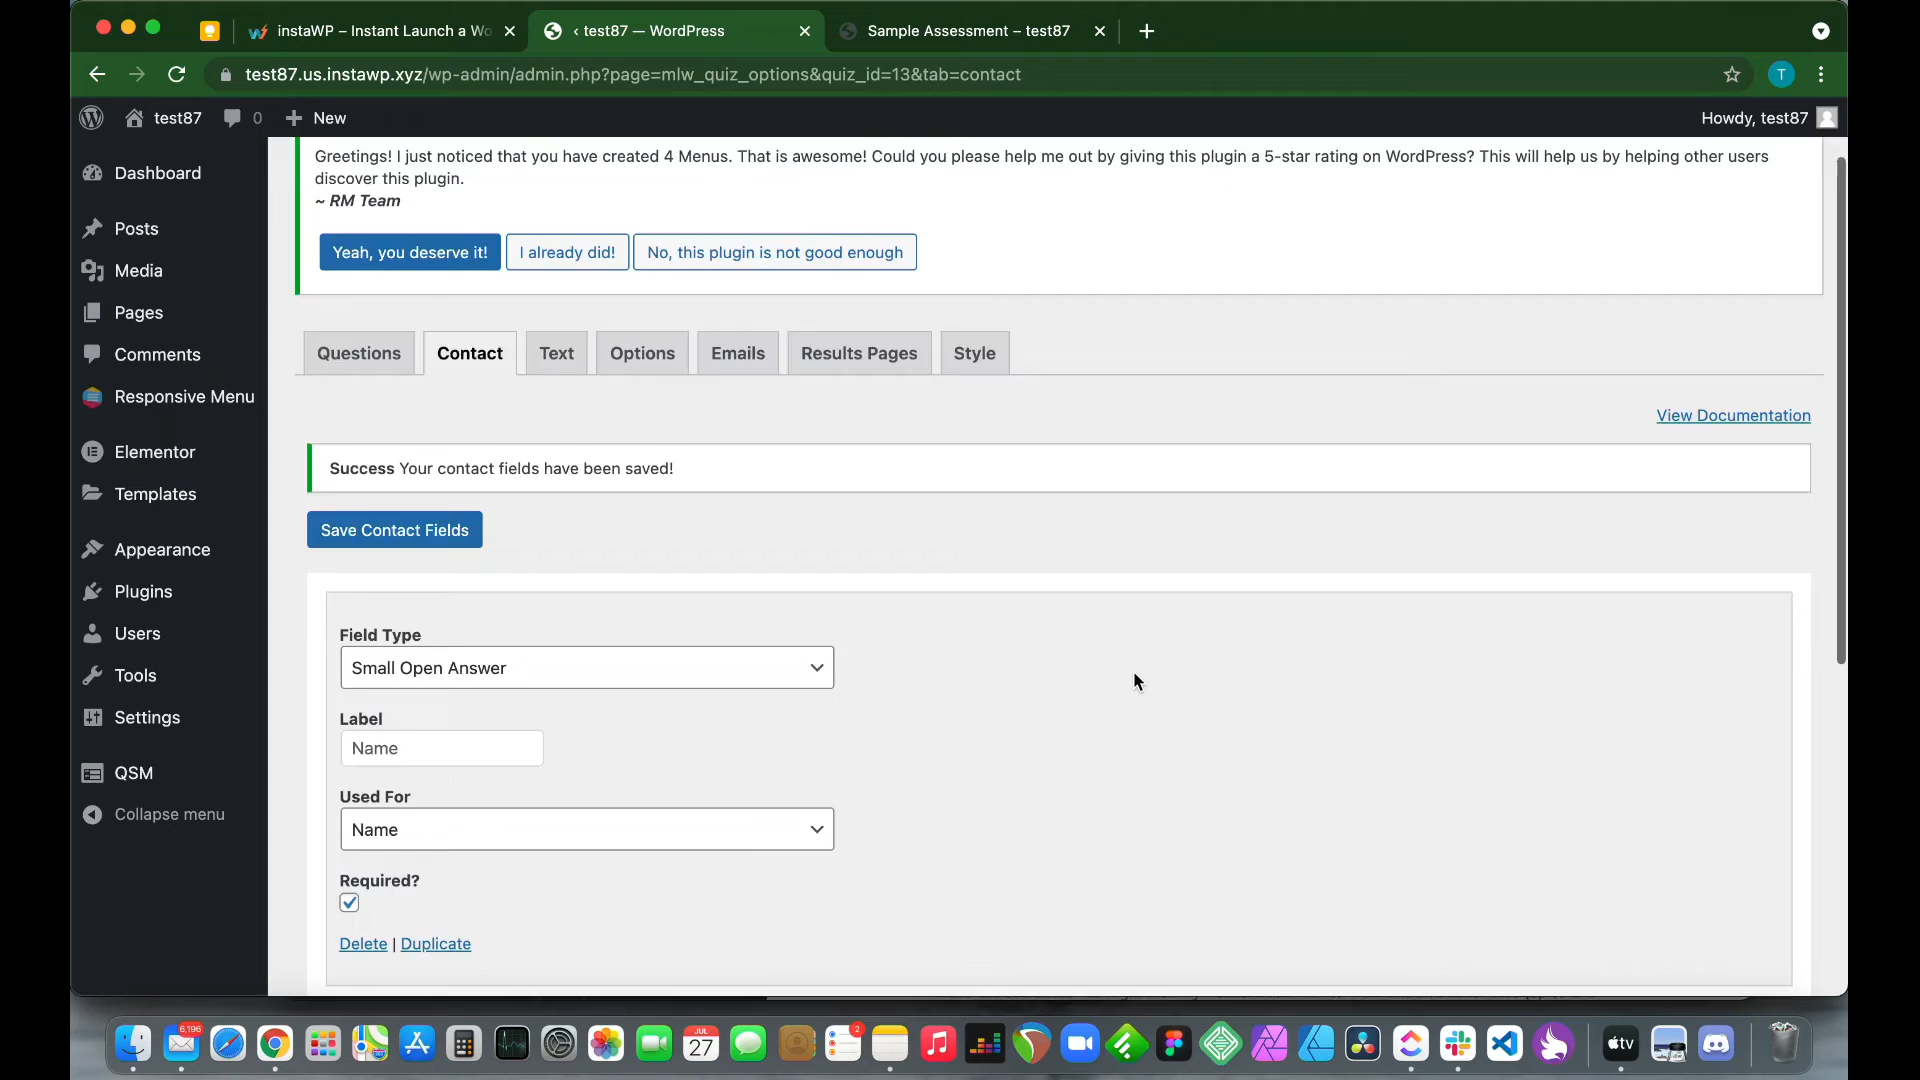 instaWP – Instant Launch a Wo
‹ test87 — WordPress
Sample Assessment – test87
test87.us.instawp.xyz/wp-admin/admin.php?page=mlw_quiz_options&quiz_id=13&tab=contact
T
test87
0
New
Howdy, test87
Dashboard
Posts
Media
Pages
Comments
Responsive Menu
Elementor
Templates
Appearance
Plugins
Users
Tools
Settings
QSM
Collapse menu
Greetings! I just noticed that you have created 4 Menus. That is awesome! Could you please help me out by giving this plugin a 5-star rating on WordPress? This will help us by helping other users
discover this plugin.
~ RM Team
Yeah, you deserve it!
I already did!
No, this plugin is not good enough
Questions
Contact
Text
Options
Emails
Results Pages
Style
View Documentation
Success Your contact fields have been saved!
Save Contact Fields
Field Type
Small Open Answer
Label
Name
Used For
Name
Required?
Delete | Duplicate
6,196
JUL
27
2
tv